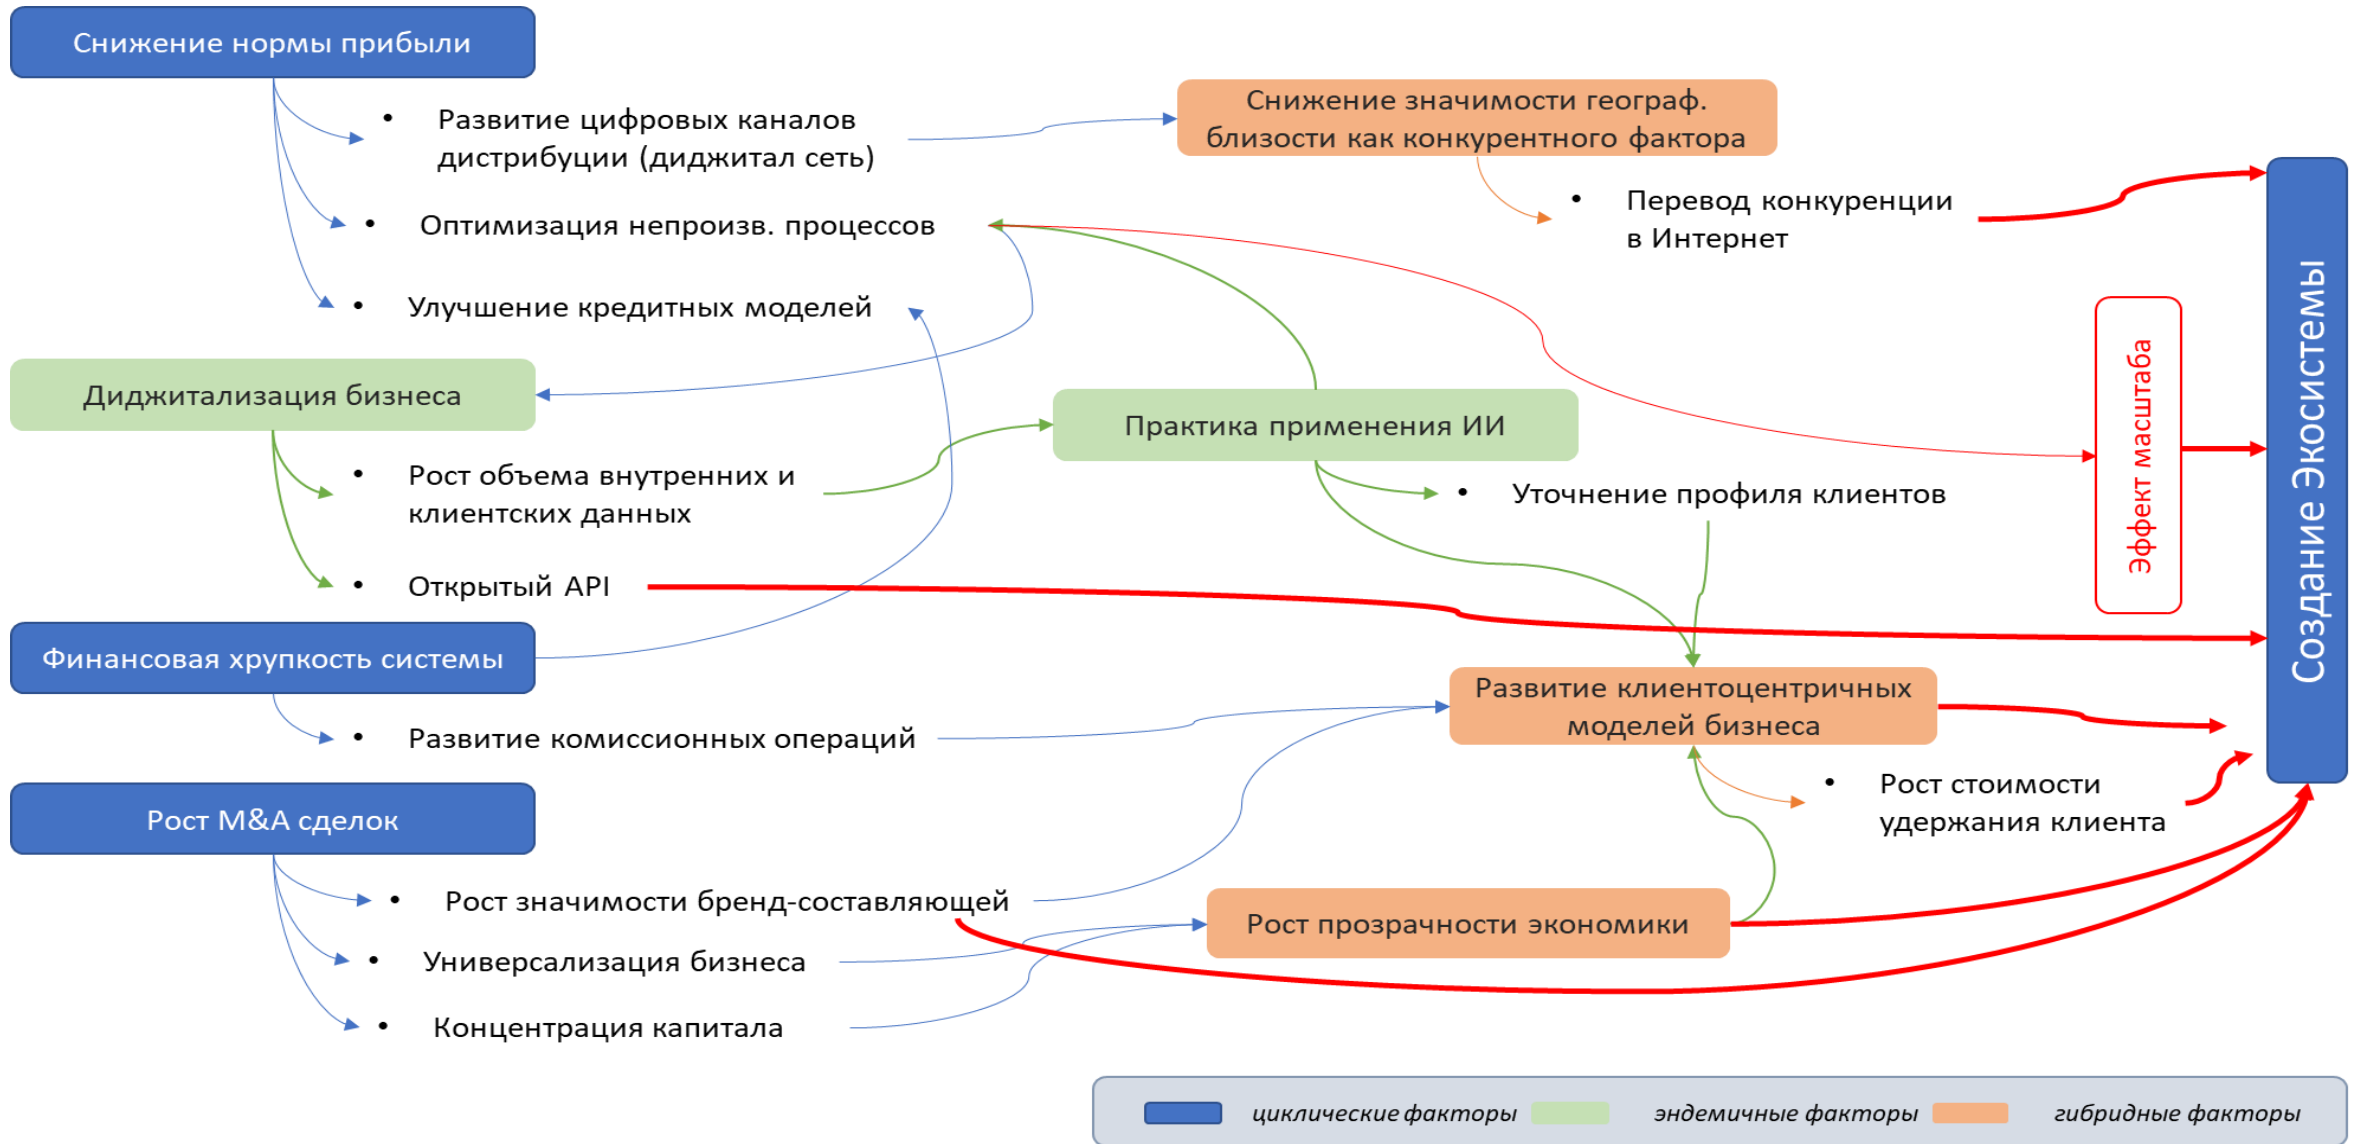 Снижение нормы прибыли
• Развитие цифровых каналов
дистрибуции (диджитал сеть)
• Оптимизация непроизв. процессов
• Улучшение кредитных моделей
Снижение значимости географ.
близости как конкурентного фактора
• Перевод конкуренции
в Интернет
Диджитализация бизнеса
• Рост объема внутренних и
клиентских данных
• Открытый API
Практика применения ИИ
• Уточнение профиля клиентов
Эффект масштаба
Создание Экосистемы
Финансовая хрупкость системы
• Развитие комиссионных операций
Развитие клиентоцентричных
моделей бизнеса
• Рост стоимости
удержания клиента
Рост M&A сделок
• Рост значимости бренд-составляющей
• Универсализация бизнеса
• Концентрация капитала
Рост прозрачности экономики
циклические факторы
эндемичные факторы
гибридные факторы